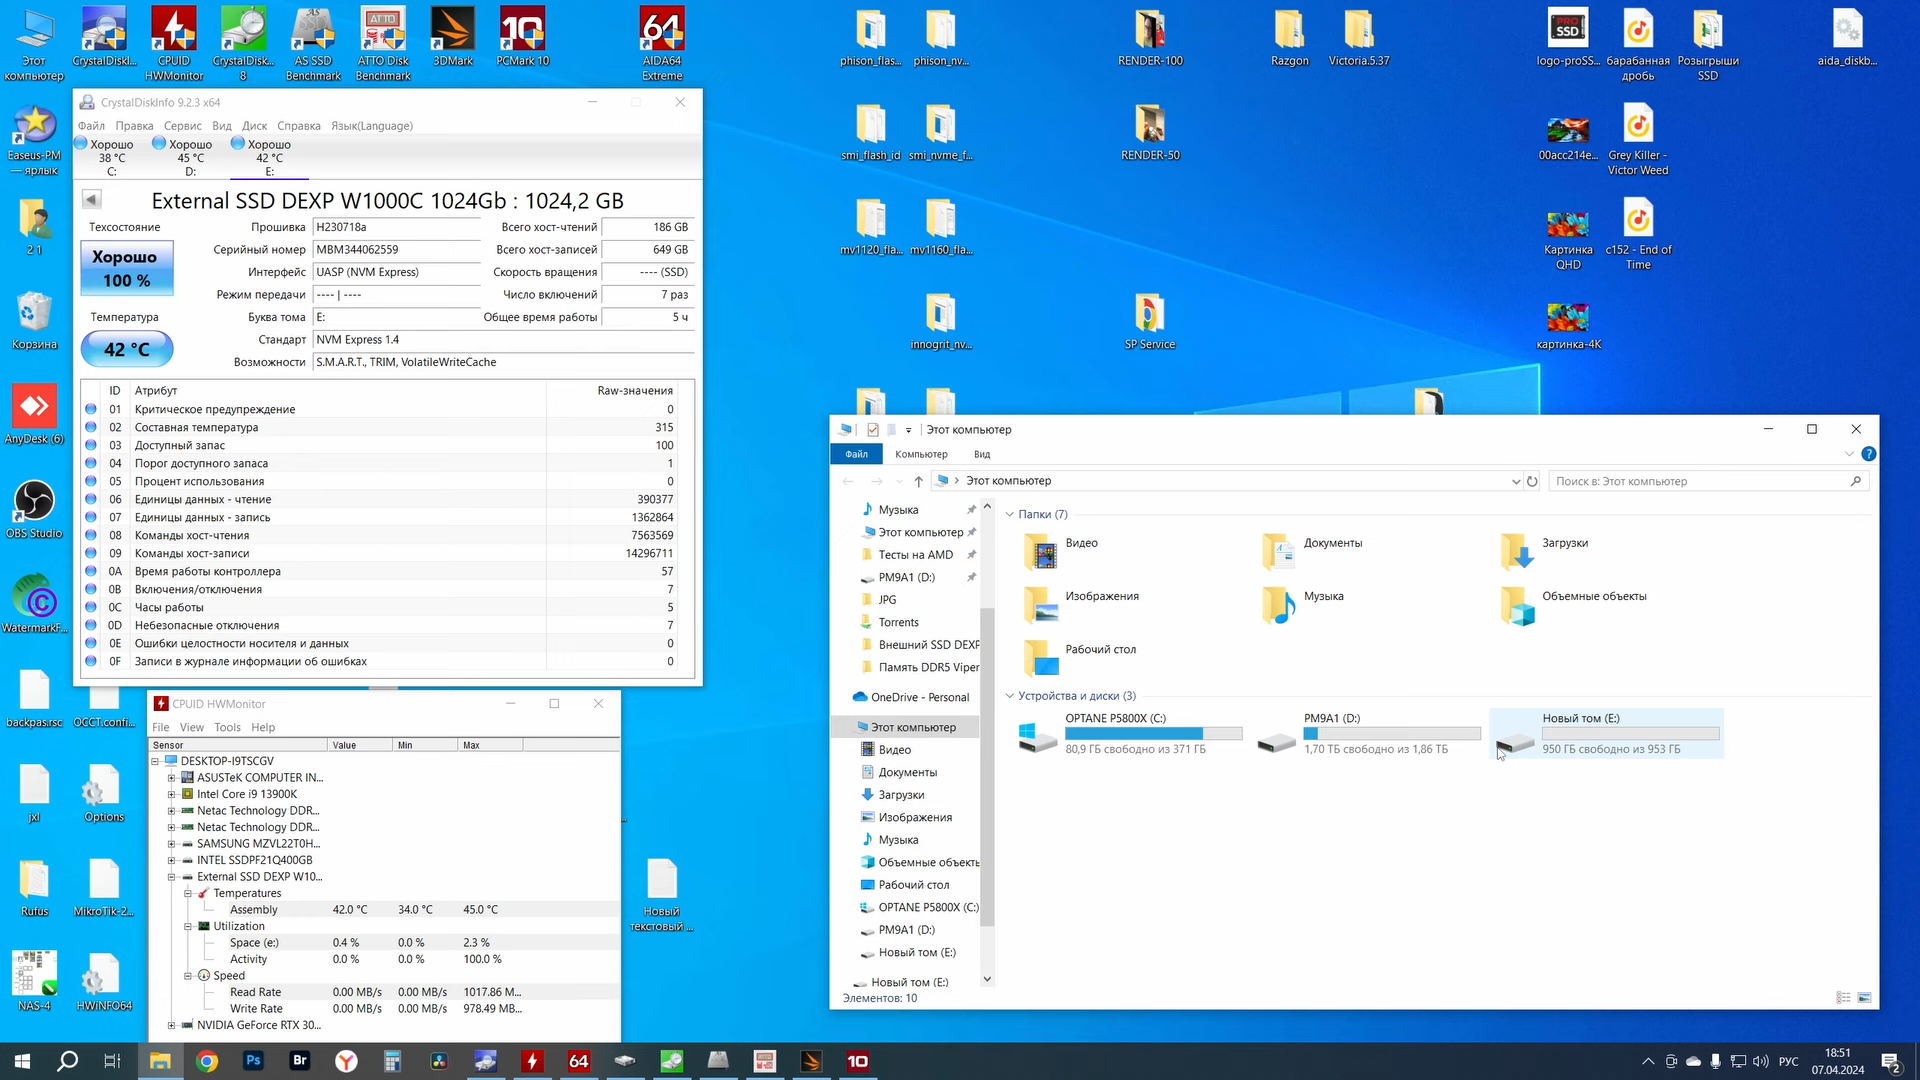 Этот компьютер
CrystalDiskI...
CPUID HWMonitor
CrystalDisk... 8
AS SSD Benchmark
ATTO Disk Benchmark
3DMark
PCMark 10
AIDA64 Extreme
phison_flas...
phison_nv...
RENDER-100
Razgon
Victoria.5.37
logo-proSS...
барабанная дробь
Розыгрыши SSD
aida_diskb...
Easeus-PM — ярлык
smi_flash_id
smi_nvme_f...
RENDER-50
00acc214e...
Grey Killer - Victor Weed
2 1
mv1120_fla...
mv1160_fla...
Картинка QHD
c152 - End of Time
Корзина
innogrit_nv...
SP Service
картинка-4K
AnyDesk (6)
OBS Studio
WatermarkF...
backpas.rsc
OCCT.confi...
jxl
Options
Rufus
MikroTik-2...
NAS-4
HWiNFO64
Новый текстовый ...
CrystalDiskInfo 9.2.3 x64
Файл Правка Сервис Вид Диск Справка Язык(Language)
Хорошо Хорошо Хорошо
38 °C 45 °C 42 °C
C: D: E:
External SSD DEXP W1000C 1024Gb : 1024,2 GB
Техсостояние
Хорошо
100 %
Температура
42 °C
Прошивка H230718a Всего хост-чтений 186 GB
Серийный номер MBM344062559 Всего хост-записей 649 GB
Интерфейс UASP (NVM Express) Скорость вращения ---- (SSD)
Режим передачи ---- | ---- Число включений 7 раз
Буква тома E: Общее время работы 5 ч
Стандарт NVM Express 1.4
Возможности S.M.A.R.T., TRIM, VolatileWriteCache
ID Атрибут Raw-значения
01 Критическое предупреждение 0
02 Составная температура 315
03 Доступный запас 100
04 Порог доступного запаса 1
05 Процент использования 0
06 Единицы данных - чтение 390377
07 Единицы данных - запись 1362864
08 Команды хост-чтения 7563569
09 Команды хост-записи 14296711
0A Время работы контроллера 57
0B Включения/отключения 7
0C Часы работы 5
0D Небезопасные отключения 7
0E Ошибки целостности носителя и данных 0
0F Записи в журнале информации об ошибках 0
CPUID HWMonitor
File View Tools Help
Sensor Value Min Max
DESKTOP-I9TSCGV
ASUSTeK COMPUTER IN...
Intel Core i9 13900K
Netac Technology DDR...
Netac Technology DDR...
SAMSUNG MZVL22T0H...
INTEL SSDPF21Q400GB
External SSD DEXP W10...
Temperatures
Assembly 42.0 °C 34.0 °C 45.0 °C
Utilization
Space (e:) 0.4 % 0.0 % 2.3 %
Activity 0.0 % 0.0 % 100.0 %
Speed
Read Rate 0.00 MB/s 0.00 MB/s 1017.86 M...
Write Rate 0.00 MB/s 0.00 MB/s 978.49 MB...
NVIDIA GeForce RTX 30...
Этот компьютер
Файл Компьютер Вид
Этот компьютер
Поиск в: Этот компьютер
Музыка
Этот компьютер
Тесты на AMD
PM9A1 (D:)
JPG
Torrents
Внешний SSD DEXP
Память DDR5 Viper
OneDrive - Personal
Этот компьютер
Видео
Документы
Загрузки
Изображения
Музыка
Объемные объекты
Рабочий стол
OPTANE P5800X (C:)
PM9A1 (D:)
Новый том (E:)
Новый том (E:)
Папки (7)
Видео Документы Загрузки
Изображения Музыка Объемные объекты
Рабочий стол
Устройства и диски (3)
OPTANE P5800X (C:)
80,9 ГБ свободно из 371 ГБ
PM9A1 (D:)
1,70 ТБ свободно из 1,86 ТБ
Новый том (E:)
950 ГБ свободно из 953 ГБ
Элементов: 10
РУС
18:51
07.04.2024